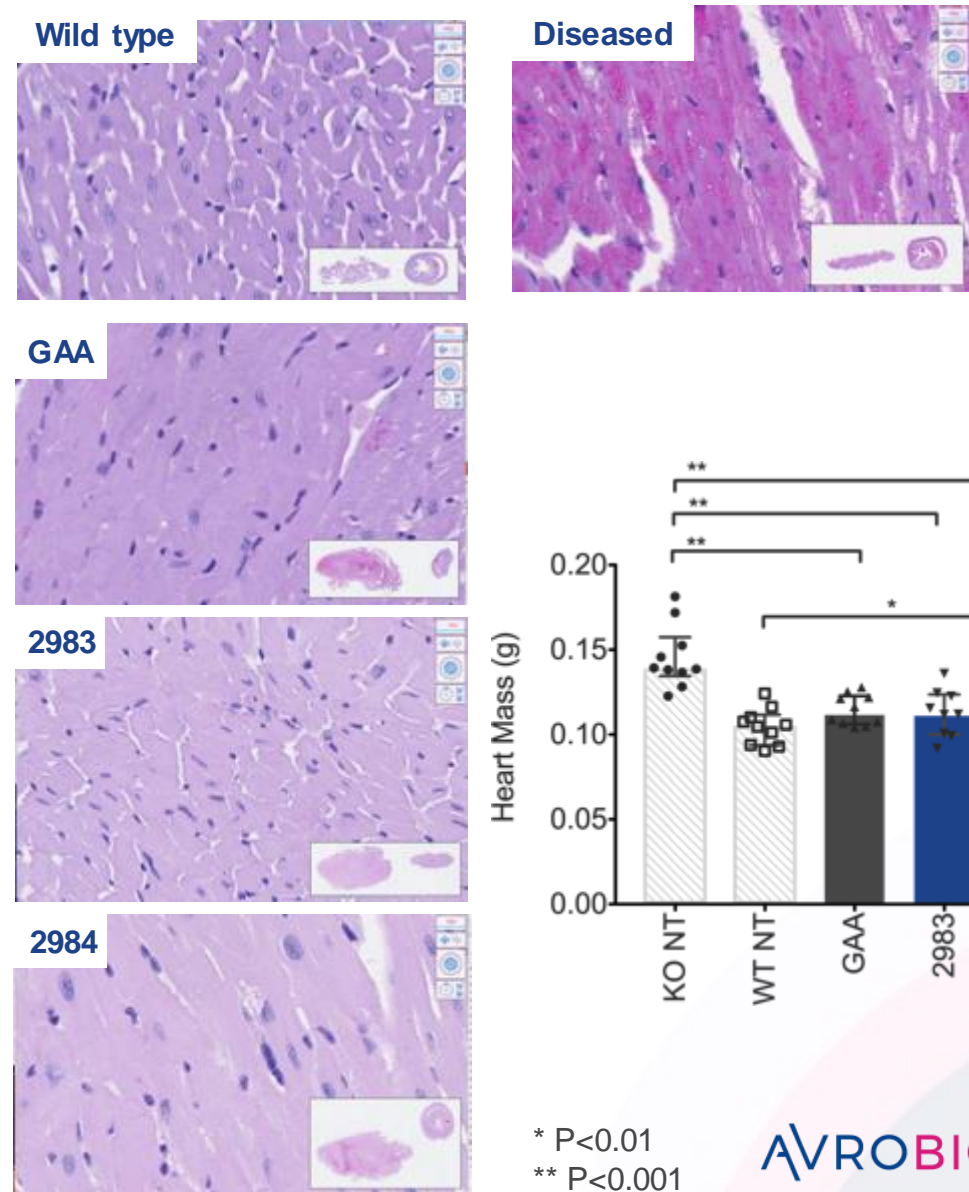 Wild type
Diseased
GAA
2983
2984
**
**
**
*
0.20
0.15
0.10
0.05
0.00
Heart Mass (g)
KO NT
WT NT
GAA
2983
* P<0.01
** P<0.001
AVROBIO